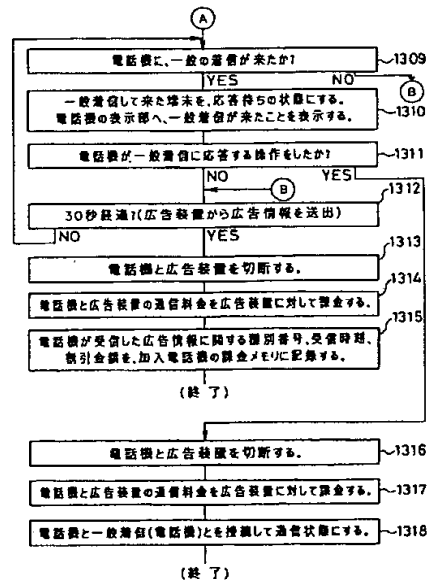 A
電話機に、一般の着信が来たか?
1309
YES
NO
B
一般着信して来た端末を、応答待ちの状態にする。
電話機の表示部へ、一般着信が来たことを表示する。
1310
電話機が一般着信に応答する操作をしたか?
1311
NO
YES
B
1312
30秒経過?(広告装置から広告情報を送出)
NO
YES
1313
電話機と広告装置を切断する。
1314
電話機と広告装置の通信料金を広告装置に対して課金する。
1315
電話機が受信した広告情報に関する識別番号、受信時刻、
割引金額を、加入電話機の課金メモリに記録する。
(終了)
電話機と広告装置を切断する。
1316
電話機と広告装置の通信料金を広告装置に対して課金する。
1317
電話機と一般着信(電話機)とを接続して通信状態にする。
1318
(終了)